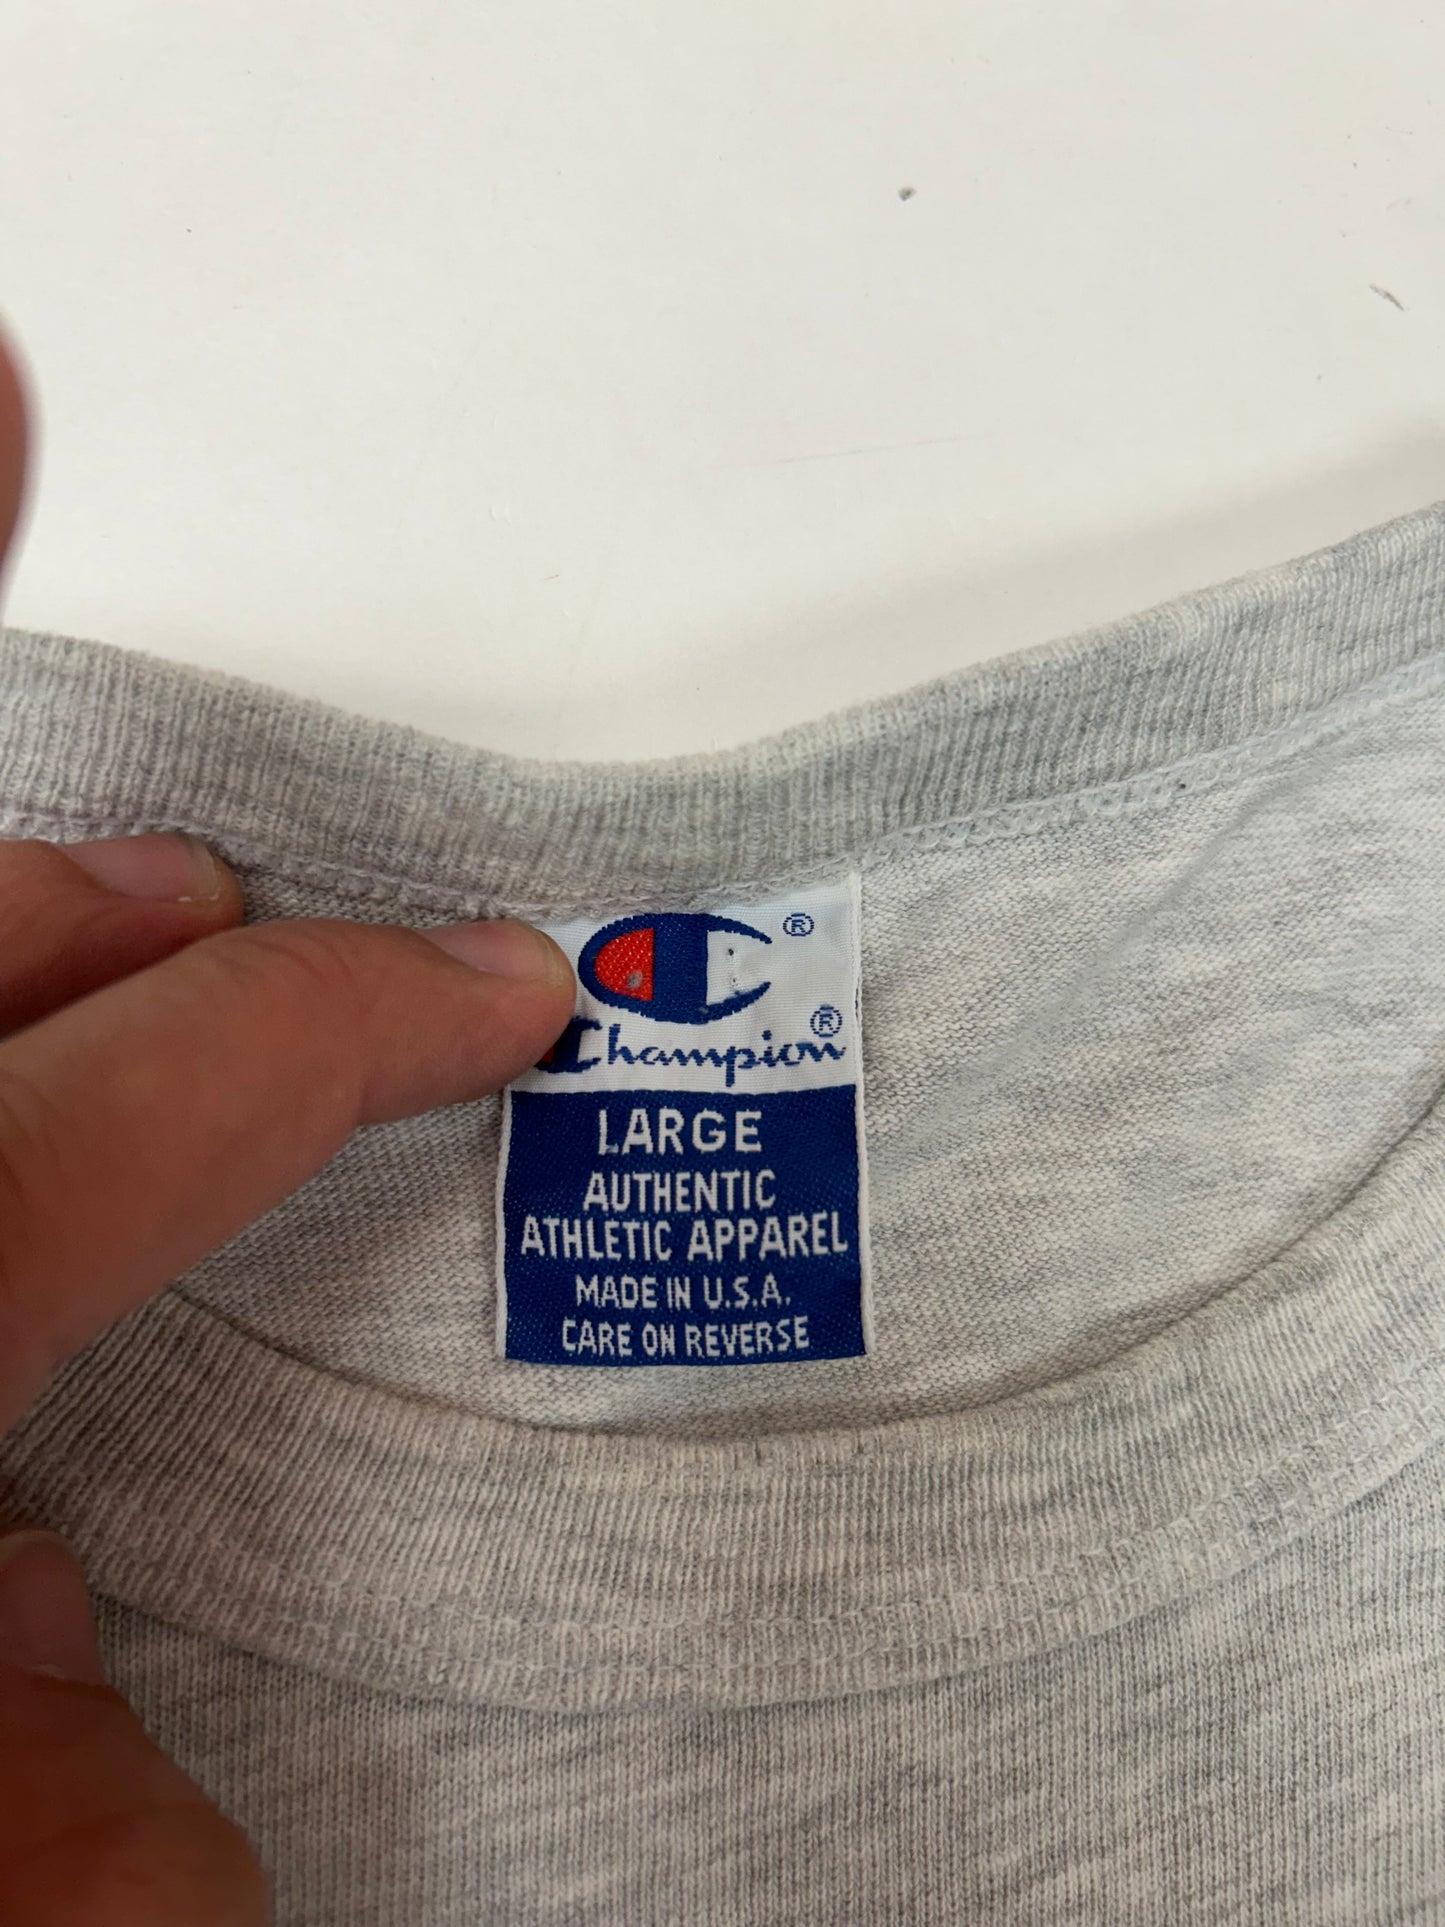 ®
Champion®
LARGE
AUTHENTIC
ATHLETIC APPAREL
MADE IN U.S.A.
CARE ON REVERSE